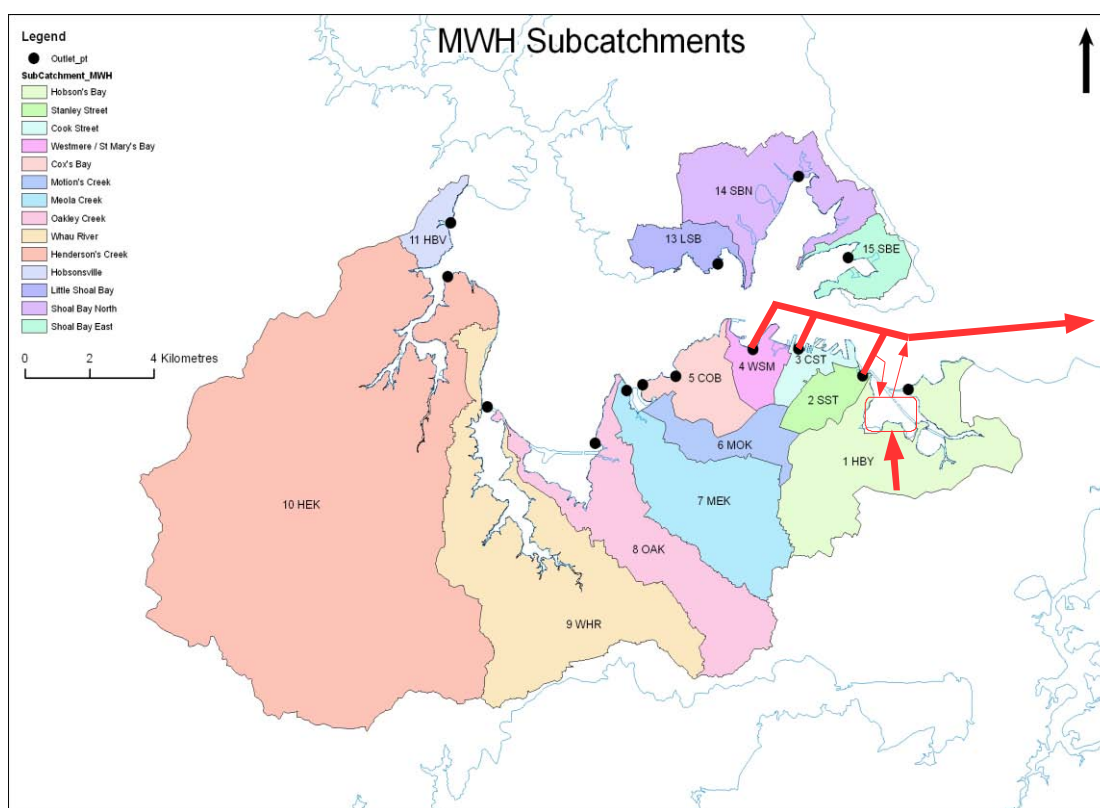 MWH Subcatchments
Legend
Outlet_pt
SubCatchment_MWH
Hobson's Bay
Stanley Street
Cook Street
Westmere / St Mary's Bay
Cox's Bay
Motion's Creek
Meola Creek
Oakley Creek
Whau River
Henderson's Creek
Hobsonsville
Little Shoal Bay
Shoal Bay North
Shoal Bay East
0 2 4 Kilometres
14 SBN
11 HBV
13 LSB
15 SBE
4 WSM
3 CST
5 COB
2 SST
6 MOK
1 HBY
7 MEK
10 HEK
8 OAK
9 WHR